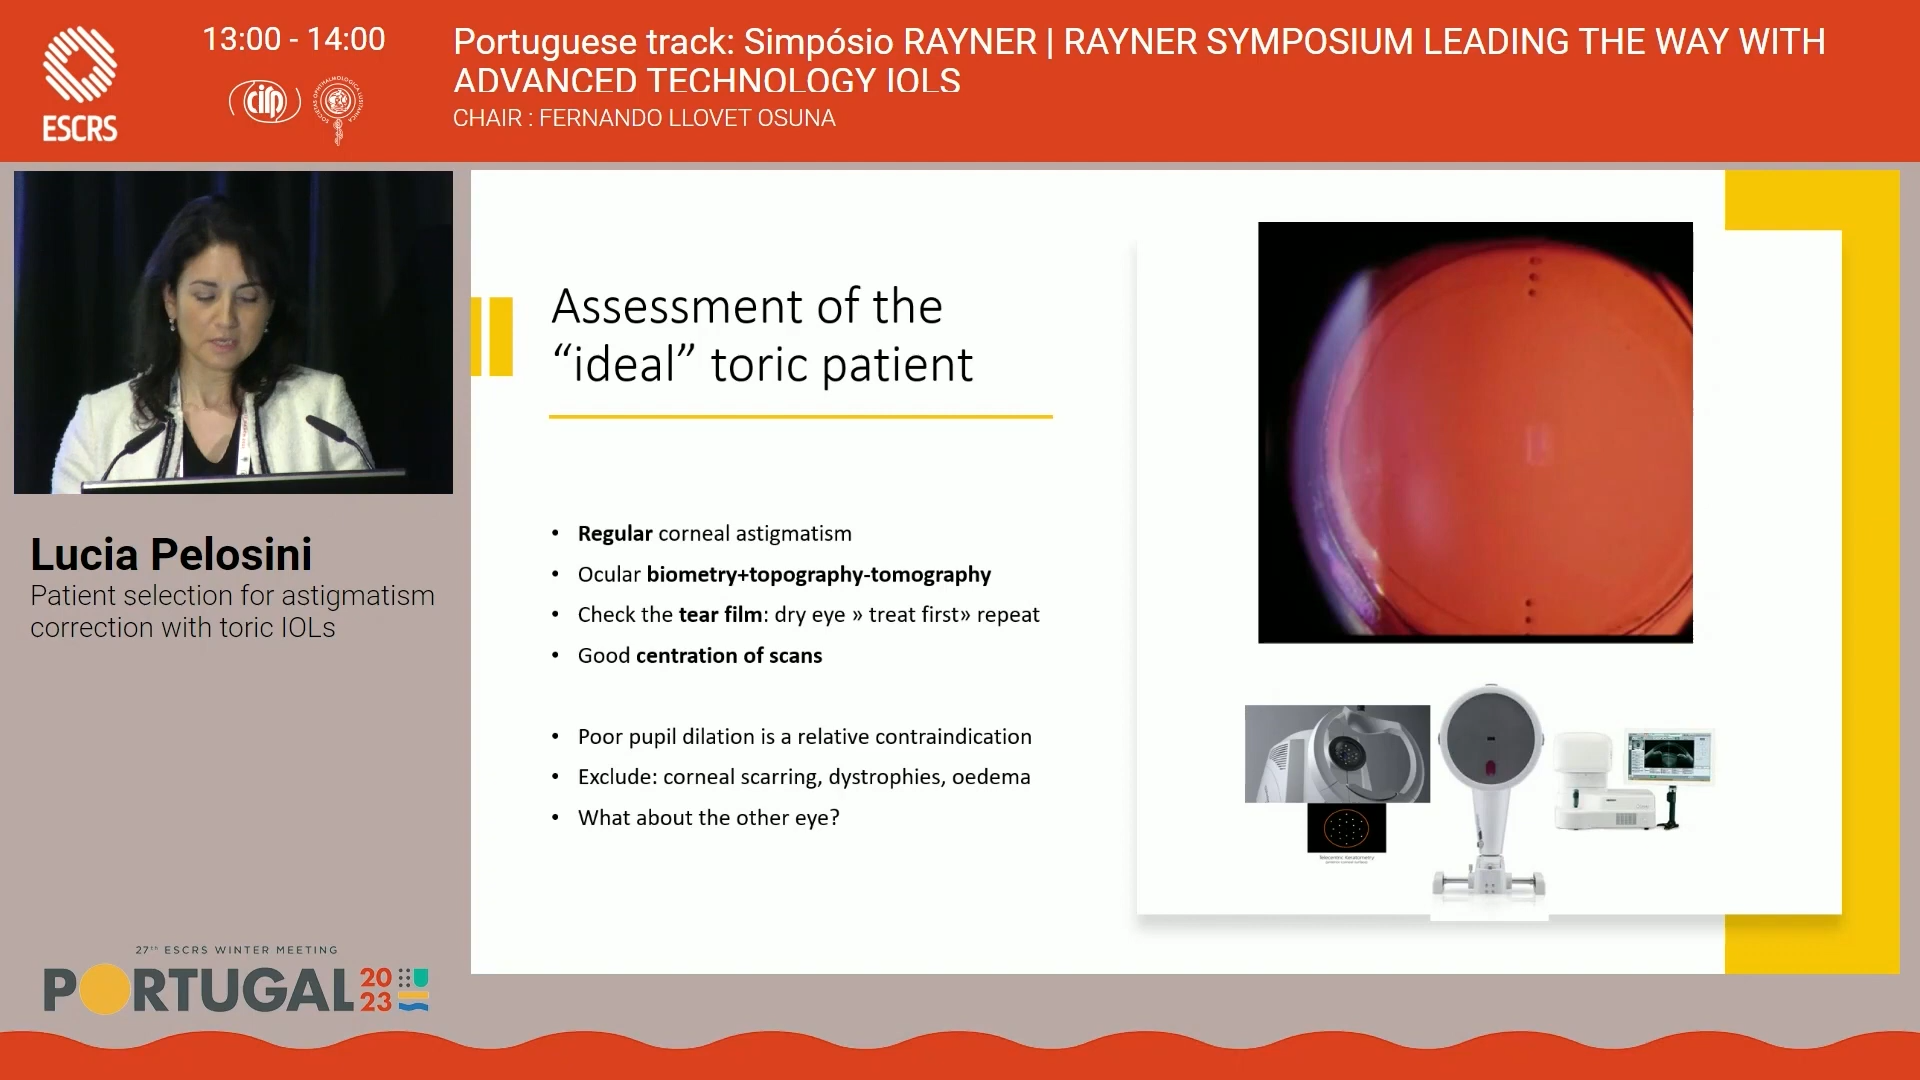 13:00 - 14:00
Portuguese track: Simpósio RAYNER | RAYNER SYMPOSIUM LEADING THE WAY WITH
ADVANCED TECHNOLOGY IOLS
CHAIR : FERNANDO LLOVET OSUNA
ESCRS
cirp
Assessment of the
“ideal” toric patient
• Regular corneal astigmatism
• Ocular biometry+topography-tomography
• Check the tear film: dry eye » treat first» repeat
• Good centration of scans
• Poor pupil dilation is a relative contraindication
• Exclude: corneal scarring, dystrophies, oedema
• What about the other eye?
Telecentric Keratometry
Lucia Pelosini
Patient selection for astigmatism
correction with toric IOLs
27th ESCRS WINTER MEETING
PORTUGAL 2023